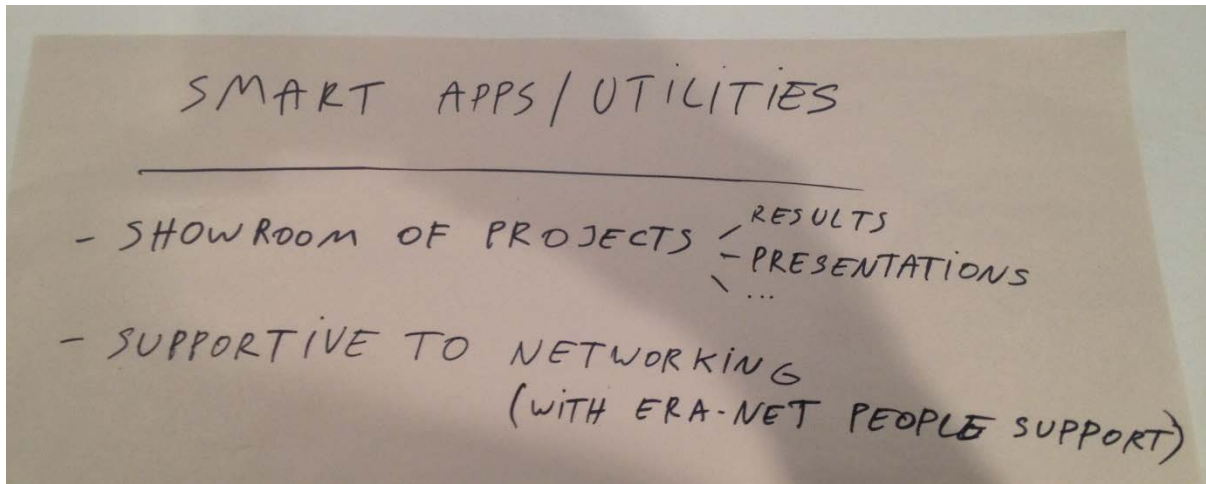 SMART APPS/UTILITIES
- SHOWROOM OF PROJECTS - RESULTS
- PRESENTATIONS
...
- SUPPORTIVE TO NETWORKING
(WITH ERA-NET PEOPLE SUPPORT)